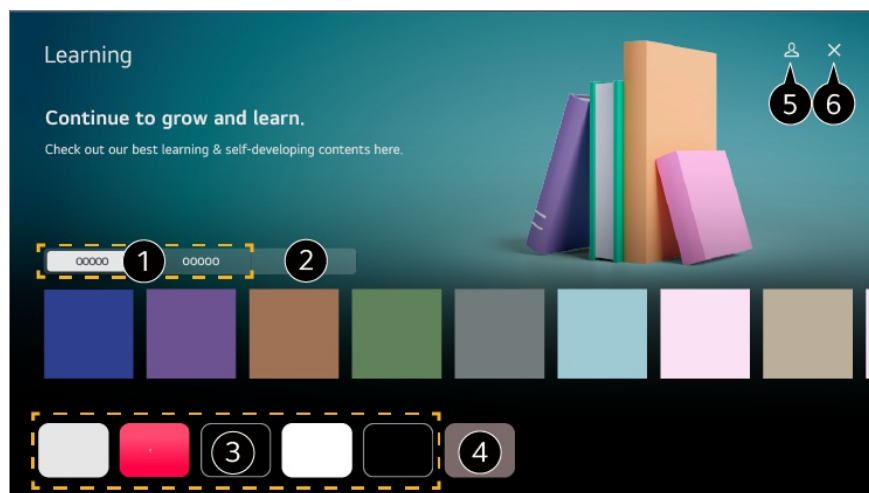 Learning
5 6
Continue to grow and learn.
Check out our best learning & self-developing contents here.
ooooo 1 ooooo 2
3 4